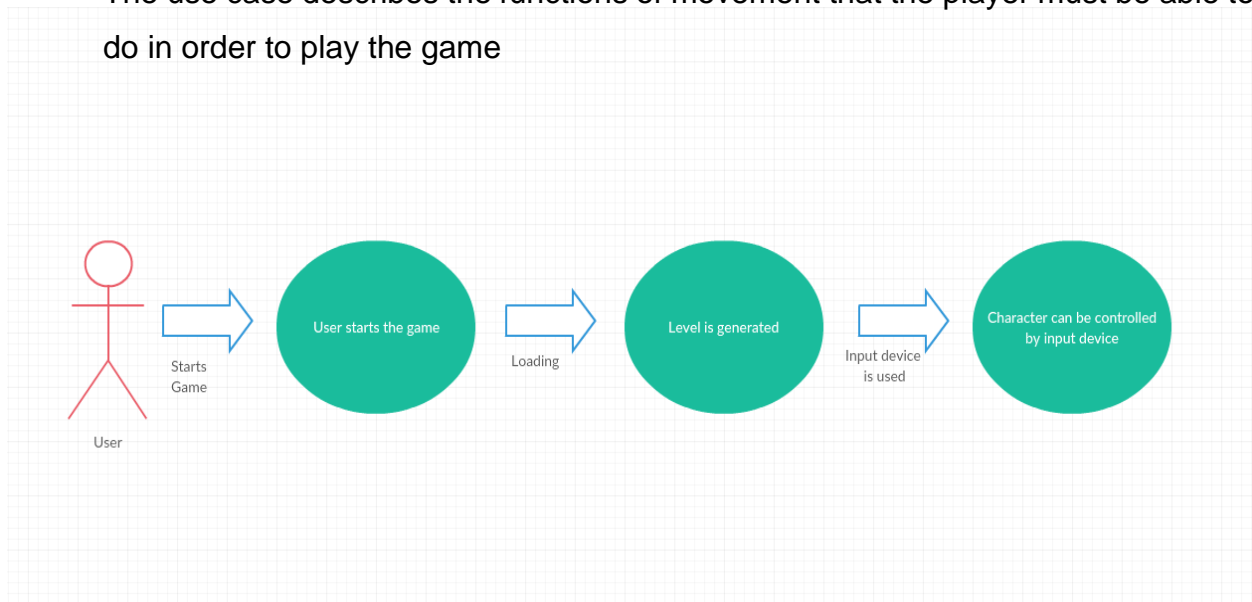 The use case describes the functions of movement that the player must be able to
do in order to play the game
User starts the game
Level is generated
Character can be controlled
by input device
Starts
Game
Loading
Input device
is used
User